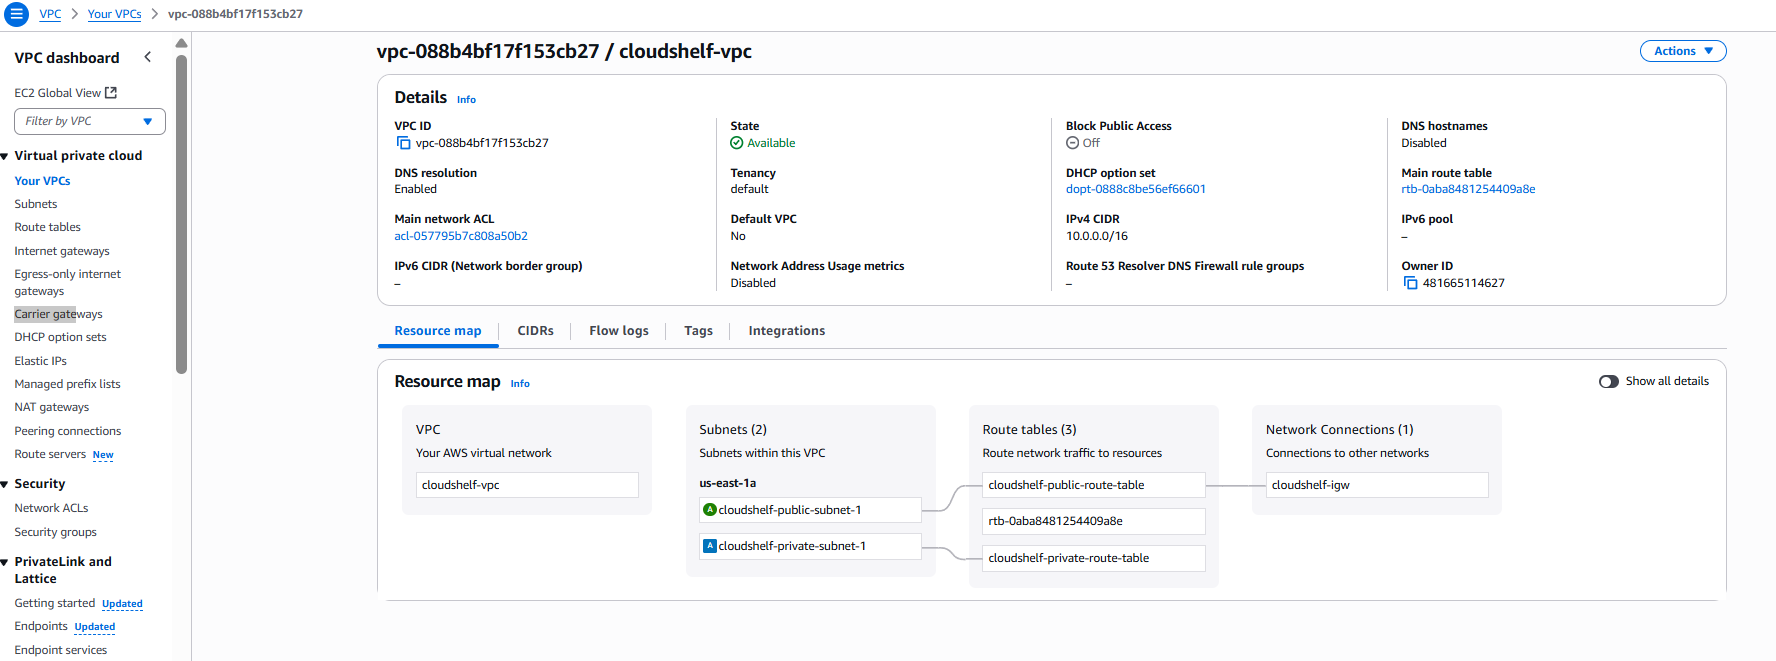 VPC > Your VPCs > vpc-088b4bf17f153cb27
VPC dashboard
EC2 Global View
Filter by VPC
Virtual private cloud
Your VPCs
Subnets
Route tables
Internet gateways
Egress-only internet
gateways
Carrier gateways
DHCP option sets
Elastic IPs
Managed prefix lists
NAT gateways
Peering connections
Route servers New
Security
Network ACLs
Security groups
PrivateLink and
Lattice
Getting started Updated
Endpoints Updated
Endpoint services
vpc-088b4bf17f153cb27 / cloudshelf-vpc
Actions
Details Info
VPC ID
vpc-088b4bf17f153cb27
State
Available
Block Public Access
Off
DNS hostnames
Disabled
DNS resolution
Enabled
Tenancy
default
DHCP option set
dopt-0888c8be56ef66601
Main route table
rtb-0aba8481254409a8e
Main network ACL
acl-057795b7c808a50b2
Default VPC
No
IPv4 CIDR
10.0.0.0/16
IPv6 pool
–
IPv6 CIDR (Network border group)
–
Network Address Usage metrics
Disabled
Route 53 Resolver DNS Firewall rule groups
–
Owner ID
481665114627
Resource map CIDRs Flow logs Tags Integrations
Resource map Info
Show all details
VPC
Your AWS virtual network
cloudshelf-vpc
Subnets (2)
Subnets within this VPC
us-east-1a
A cloudshelf-public-subnet-1
A cloudshelf-private-subnet-1
Route tables (3)
Route network traffic to resources
cloudshelf-public-route-table
rtb-0aba8481254409a8e
cloudshelf-private-route-table
Network Connections (1)
Connections to other networks
cloudshelf-igw